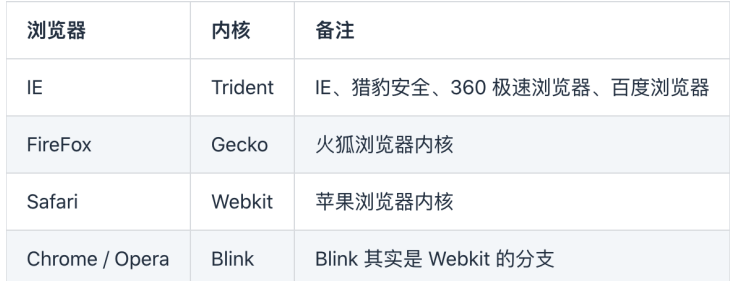 浏览器 内核 备注
IE Trident IE、猎豹安全、360 极速浏览器、百度浏览器
FireFox Gecko 火狐浏览器内核
Safari Webkit 苹果浏览器内核
Chrome / Opera Blink Blink 其实是 Webkit 的分支